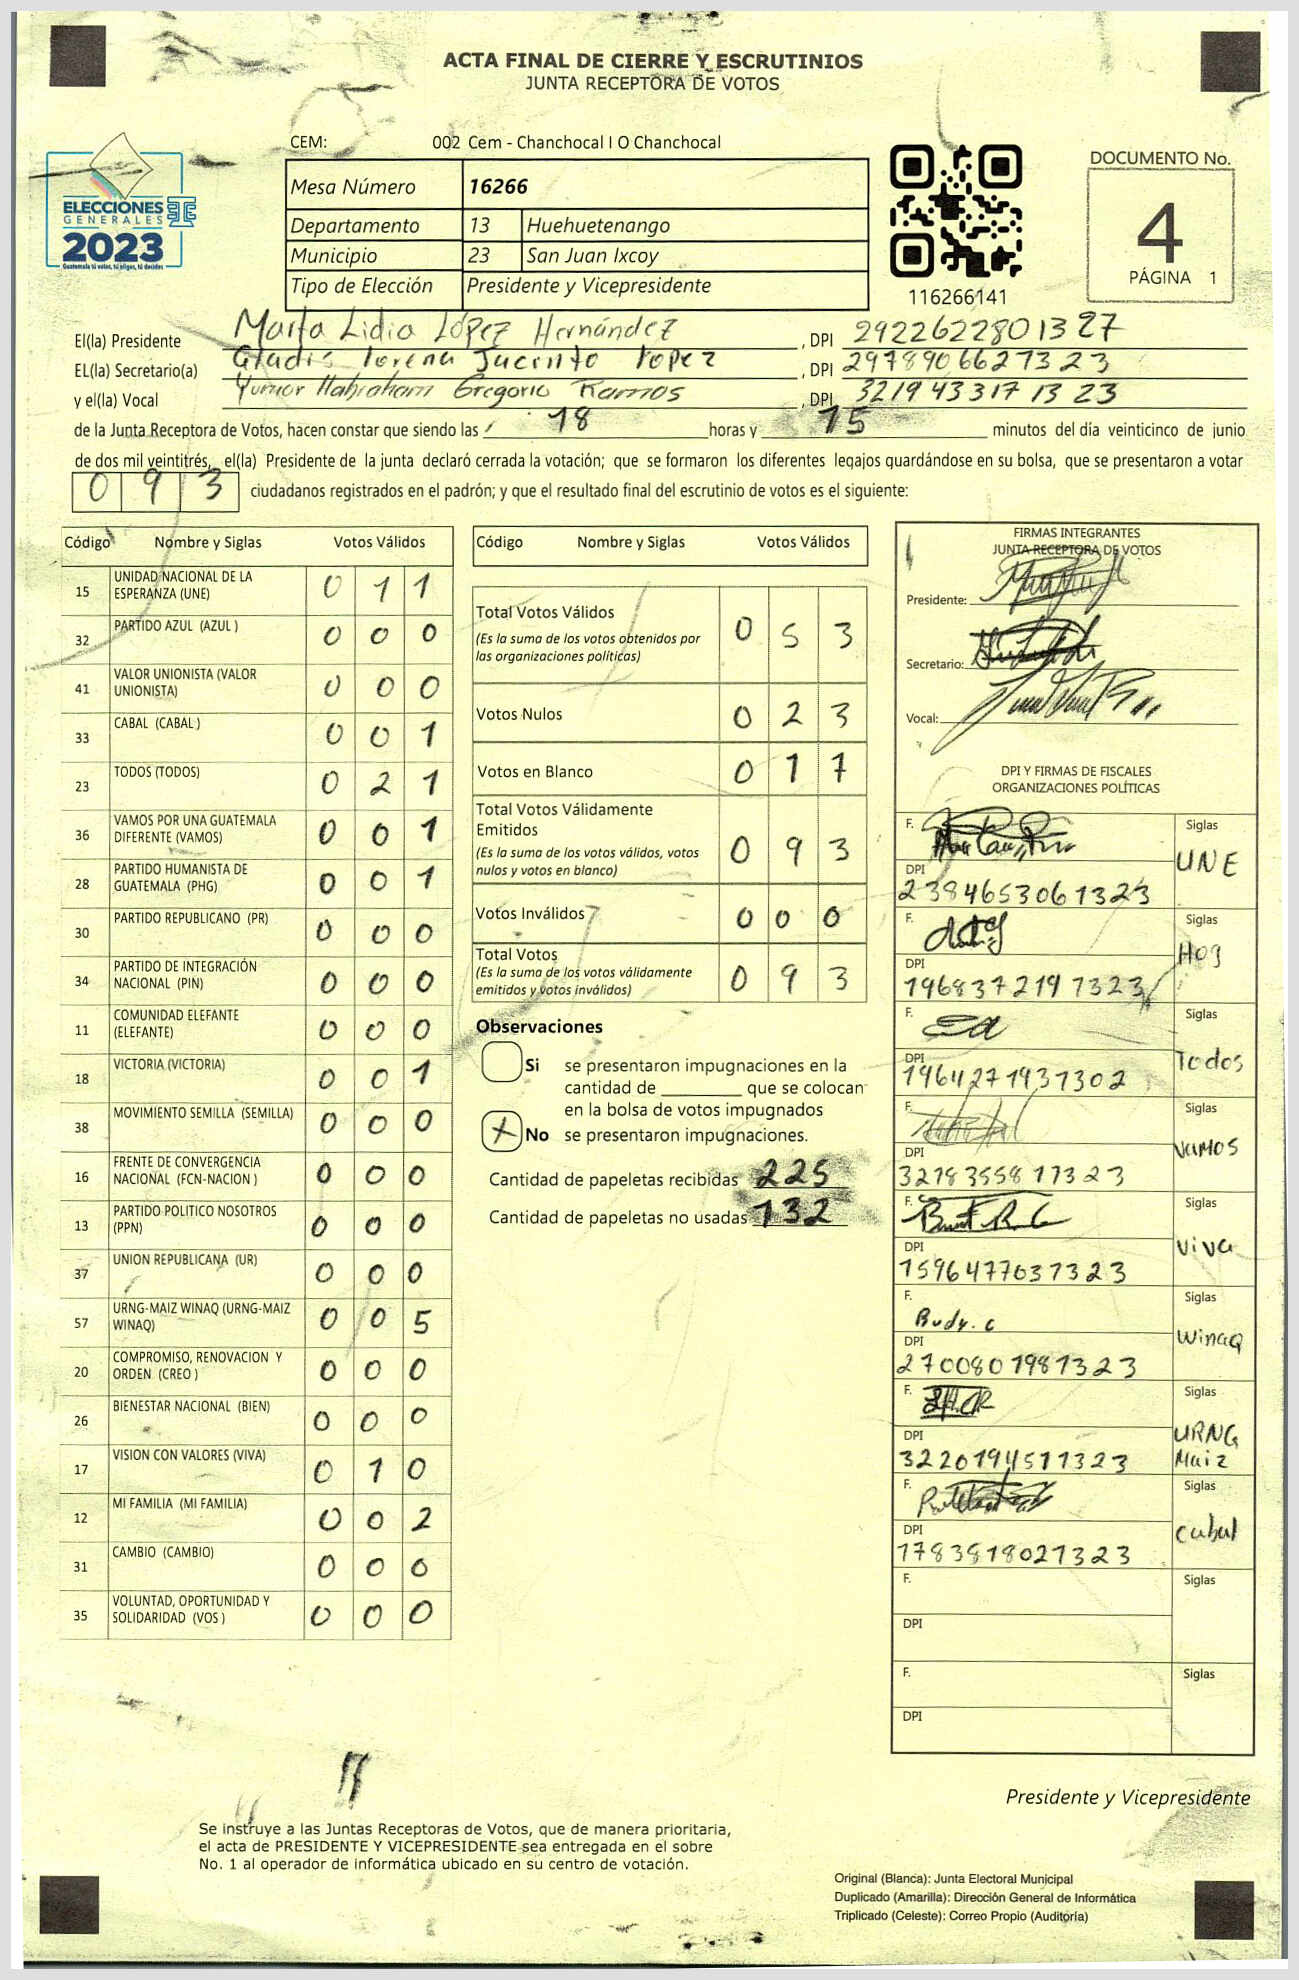 ACTA FINAL DE CIERRE Y ESCRUTINIOS
JUNTA RECEPTORA DE VOTOS
CEM: 002 Cem - Chanchocal I O Chanchocal
ELECCIONES
GENERALES
2023
Guatemala tú votas, tú eliges, tú decides
Mesa Número 16266
Departamento 13 Huehuetenango
Municipio 23 San Juan Ixcoy
Tipo de Elección Presidente y Vicepresidente
116266141
DOCUMENTO No.
4
PÁGINA 1
El(la) Presidente Marta Lidia López Hernández , DPI 2922622801327
EL(la) Secretario(a) Gladis Lorena Jacinto Lopez , DPI 2978906627323
y el(la) Vocal Yunior Habraham Gregorio Ramos , DPI 3219433171323
de la Junta Receptora de Votos, hacen constar que siendo las 18 horas y 15 minutos del día veinticinco de junio
de dos mil veintitrés, el(la) Presidente de la junta declaró cerrada la votación; que se formaron los diferentes legajos guardándose en su bolsa, que se presentaron a votar
0 9 3 ciudadanos registrados en el padrón; y que el resultado final del escrutinio de votos es el siguiente:
Código Nombre y Siglas Votos Válidos
15 UNIDAD NACIONAL DE LA ESPERANZA (UNE) 0 1 1
32 PARTIDO AZUL (AZUL ) 0 0 0
41 VALOR UNIONISTA (VALOR UNIONISTA) 0 0 0
33 CABAL (CABAL ) 0 0 1
23 TODOS (TODOS) 0 2 1
36 VAMOS POR UNA GUATEMALA DIFERENTE (VAMOS) 0 0 1
28 PARTIDO HUMANISTA DE GUATEMALA (PHG) 0 0 1
30 PARTIDO REPUBLICANO (PR) 0 0 0
34 PARTIDO DE INTEGRACIÓN NACIONAL (PIN) 0 0 0
11 COMUNIDAD ELEFANTE (ELEFANTE) 0 0 0
18 VICTORIA (VICTORIA) 0 0 1
38 MOVIMIENTO SEMILLA (SEMILLA) 0 0 0
16 FRENTE DE CONVERGENCIA NACIONAL (FCN-NACION ) 0 0 0
13 PARTIDO POLITICO NOSOTROS (PPN) 0 0 0
37 UNION REPUBLICANA (UR) 0 0 0
57 URNG-MAIZ WINAQ (URNG-MAIZ WINAQ) 0 0 5
20 COMPROMISO, RENOVACION Y ORDEN (CREO ) 0 0 0
26 BIENESTAR NACIONAL (BIEN) 0 0 0
17 VISION CON VALORES (VIVA) 0 1 0
12 MI FAMILIA (MI FAMILIA) 0 0 2
31 CAMBIO (CAMBIO) 0 0 0
35 VOLUNTAD, OPORTUNIDAD Y SOLIDARIDAD (VOS ) 0 0 0
Código Nombre y Siglas Votos Válidos
Total Votos Válidos 0 5 3
(Es la suma de los votos obtenidos por
las organizaciones políticas)
Votos Nulos 0 2 3
Votos en Blanco 0 1 7
Total Votos Válidamente
Emitidos 0 9 3
(Es la suma de los votos válidos, votos
nulos y votos en blanco)
Votos Inválidos 0 0 0
Total Votos 0 9 3
(Es la suma de los votos válidamente
emitidos y votos inválidos)
Observaciones
Si se presentaron impugnaciones en la
cantidad de ________ que se colocan
en la bolsa de votos impugnados
X No se presentaron impugnaciones.
Cantidad de papeletas recibidas 225
Cantidad de papeletas no usadas 132
FIRMAS INTEGRANTES
JUNTA RECEPTORA DE VOTOS
Presidente:
Secretario:
Vocal:
DPI Y FIRMAS DE FISCALES
ORGANIZACIONES POLÍTICAS
F. Siglas
UNE
DPI
2384653061323
F. Siglas
Hog
DPI
1968372197323
F. Siglas
Todos
DPI
1964271931302
F. Siglas
VAMOS
DPI
3218355817323
F. Siglas
Viva
DPI
1596477037323
F. Budy. c Siglas
WinaQ
DPI
2700801981323
F. Siglas
URNG
Maiz
DPI
3220194511323
F. Siglas
Cabal
DPI
1783818021323
F. Siglas
DPI
F. Siglas
DPI
Presidente y Vicepresidente
Se instruye a las Juntas Receptoras de Votos, que de manera prioritaria,
el acta de PRESIDENTE Y VICEPRESIDENTE sea entregada en el sobre
No. 1 al operador de informática ubicado en su centro de votación.
Original (Blanca): Junta Electoral Municipal
Duplicado (Amarilla): Dirección General de Informática
Triplicado (Celeste): Correo Propio (Auditoría)